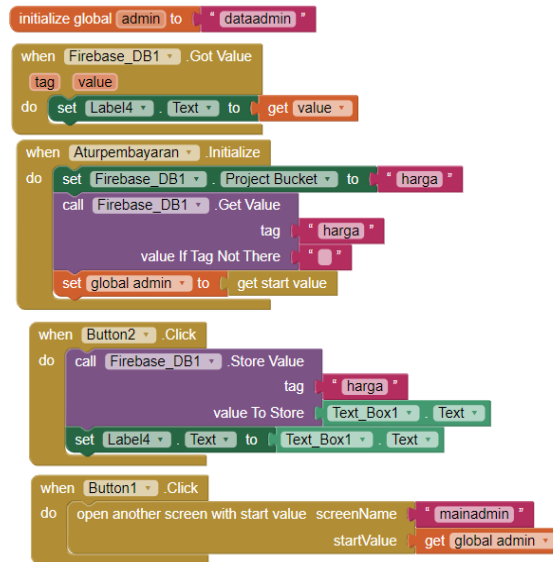 initialize global admin to " dataadmin "
when Firebase_DB1 .Got Value
tag value
do set Label4 . Text to get value
when Aturpembayaran .Initialize
do set Firebase_DB1 . Project Bucket to " harga "
call Firebase_DB1 .Get Value
tag " harga "
value If Tag Not There " "
set global admin to get start value
when Button2 .Click
do call Firebase_DB1 .Store Value
tag " harga "
value To Store Text_Box1 . Text
set Label4 . Text to Text_Box1 . Text
when Button1 .Click
do open another screen with start value screenName " mainadmin "
startValue get global admin